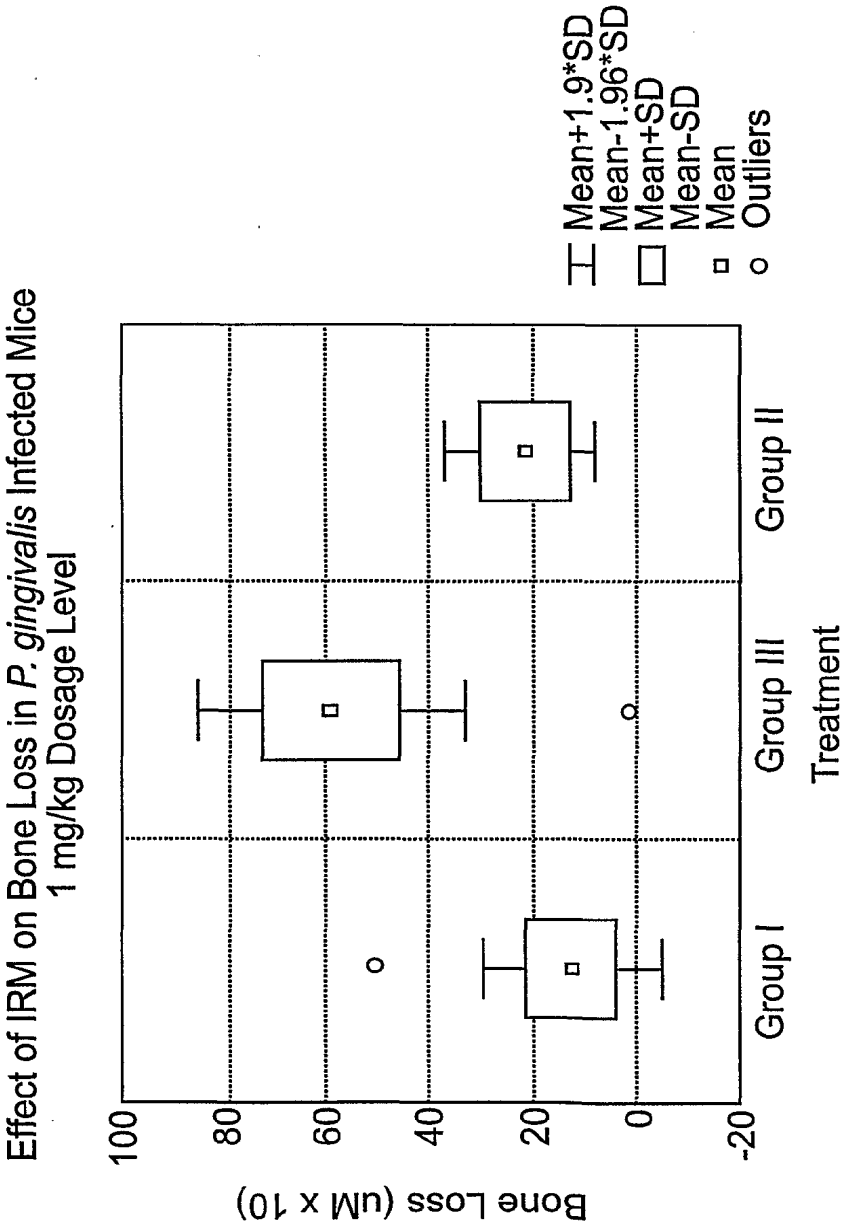 Effect of IRM on Bone Loss in P. gingivalis Infected Mice
1 mg/kg Dosage Level
Bone Loss (uM x 10)
100
80
60
40
20
0
-20
Group I
Group III
Group II
Treatment
Mean+1.9*SD
Mean-1.96*SD
Mean+SD
Mean-SD
Mean
Outliers